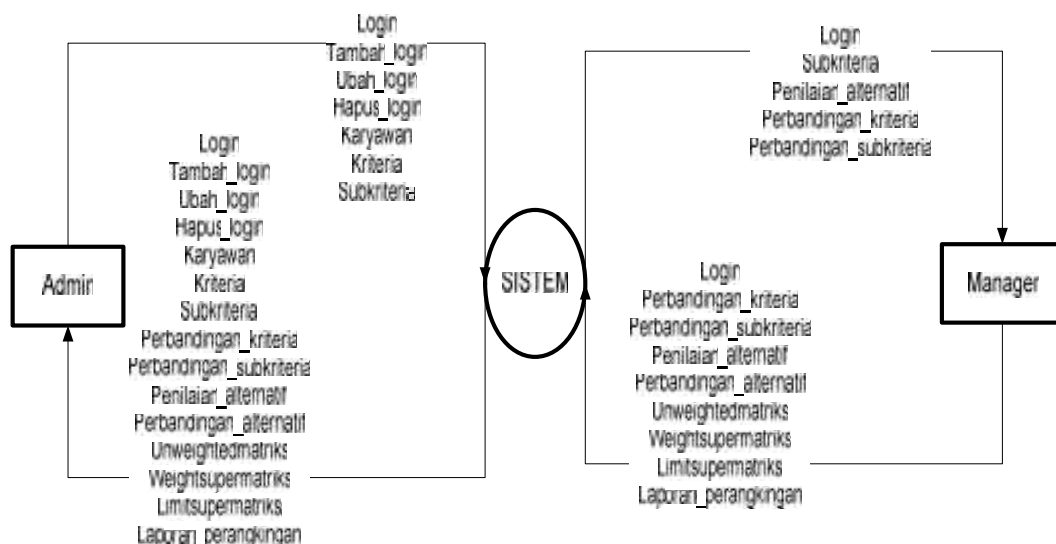 Login
Tambah_login
Ubah_login
Hapus_login
Karyawan
Kriteria
Subkriteria
Login
Subkriteria
Penilaian_alternatif
Perbandingan_kriteria
Perbandingan_subkriteria
Login
Tambah_login
Ubah_login
Hapus_login
Karyawan
Kriteria
Subkriteria
Perbandingan_kriteria
Perbandingan_subkriteria
Penilaian_alternatif
Perbandingan_alternatif
Unweightedmatriks
Weightsupermatriks
Limitsupermatriks
Laporan_perangkingan
Admin
SISTEM
Login
Perbandingan_kriteria
Perbandingan_subkriteria
Penilaian_alternatif
Perbandingan_alternatif
Unweightedmatriks
Weightsupermatriks
Limitsupermatriks
Laporan_perangkingan
Manager